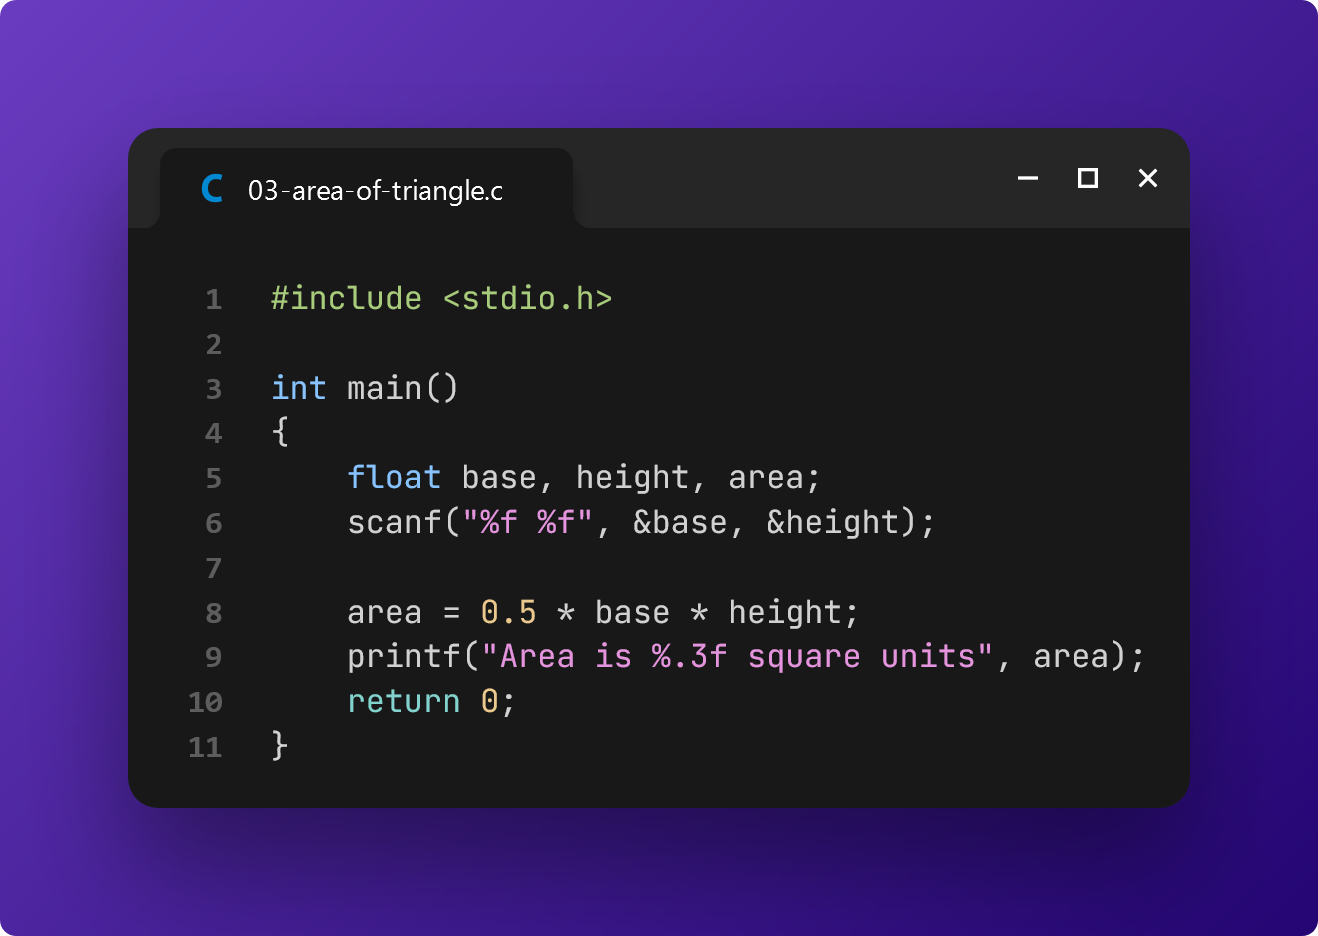 C 03-area-of-triangle.c
1 #include <stdio.h>
2
3 int main()
4 {
5     float base, height, area;
6     scanf("%f %f", &base, &height);
7
8     area = 0.5 * base * height;
9     printf("Area is %.3f square units", area);
10     return 0;
11 }